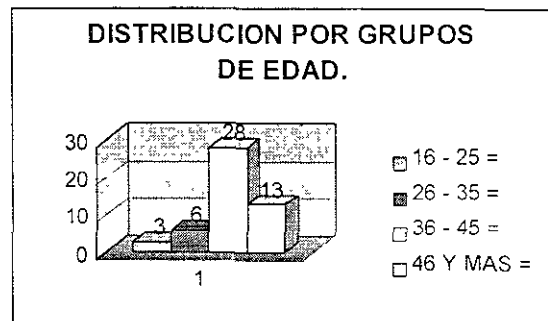 DISTRIBUCION POR GRUPOS
DE EDAD.
30
20
10
0
3
6
28
13
1
16 - 25 =
26 - 35 =
36 - 45 =
46 Y MAS =